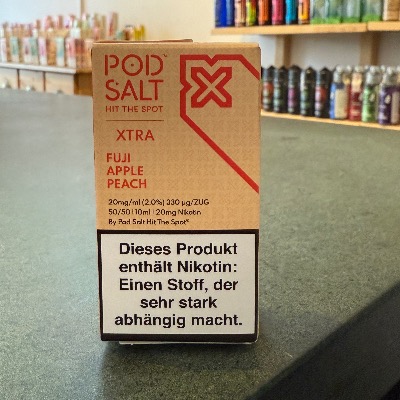 POD
SALT
HIT THE SPOT
XTRA
FUJI
APPLE
PEACH
20mg/ml (2.0%) 330 µg/ZUG
50/50 | 10ml | 20mg Nikotin
By Pod Salt Hit The Spot®
Dieses Produkt
enthält Nikotin:
Einen Stoff, der
sehr stark
abhängig macht.